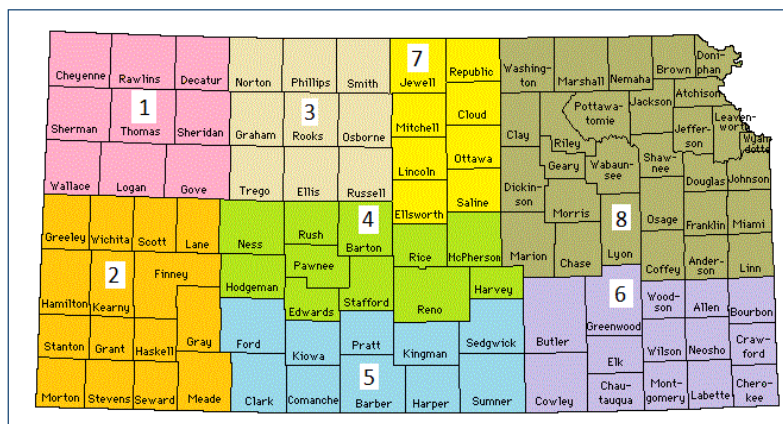 7
Doni-
phan
Cheyenne
Rawlins
Decatur
Norton
Phillips
Smith
Jewell
Republic
Washing-
ton
Marshall
Nemaha
Brown
Atchison
1
3
Cloud
Pottawa-
tomie
Jackson
Leaven-
worth
Sherman
Thomas
Sheridan
Graham
Rooks
Osborne
Mitchell
Clay
Riley
Jeffer-
son
Wyan-
dotte
Ottawa
Geary
Wabaun-
see
Shaw-
nee
Wallace
Logan
Gove
Trego
Ellis
Russell
Lincoln
Saline
Dickin-
son
Douglas
Johnson
Ellsworth
Morris
8
Osage
Franklin
Miami
Greeley
Wichita
Scott
Lane
Ness
Rush
4
Barton
Rice
McPherson
Marion
Chase
Lyon
Coffey
Ander-
son
Linn
2
Finney
Hodgeman
Pawnee
Stafford
Reno
Harvey
6
Hamilton
Kearny
Edwards
Greenwood
Wood-
son
Allen
Bourbon
Stanton
Grant
Haskell
Gray
Ford
Kiowa
Pratt
Kingman
Sedgwick
Butler
Elk
Wilson
Neosho
Craw-
ford
5
Morton
Stevens
Seward
Meade
Clark
Comanche
Barber
Harper
Sumner
Cowley
Chau-
tauqua
Mont-
gomery
Labette
Chero-
kee